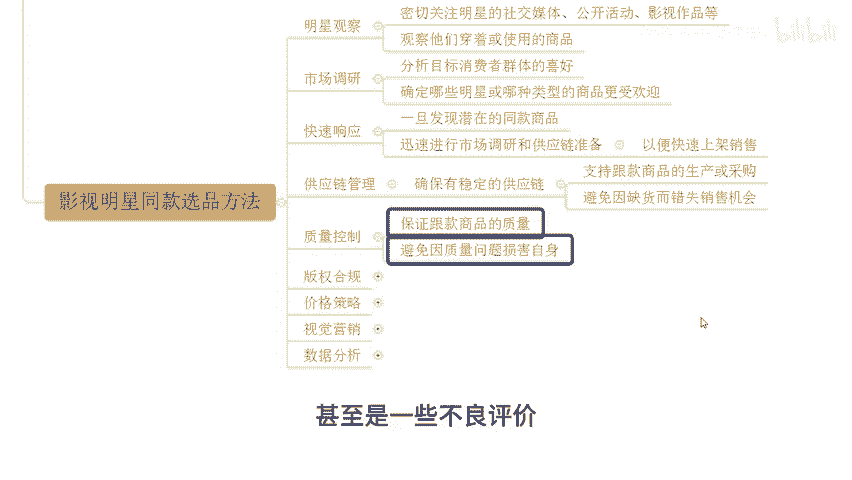 明星观察
密切关注明星的社交媒体、公开活动、影视作品等
观察他们穿着或使用的商品
市场调研
分析目标消费者群体的喜好
确定哪些明星或哪种类型的商品更受欢迎
快速响应
一旦发现潜在的同款商品
迅速进行市场调研和供应链准备
以便快速上架销售
影视明星同款选品方法
供应链管理
确保有稳定的供应链
支持跟款商品的生产或采购
避免因缺货而错失销售机会
质量控制
保证跟款商品的质量
避免因质量问题损害自身
版权合规
价格策略
视觉营销
数据分析
甚至是一些不良评价
bilibili